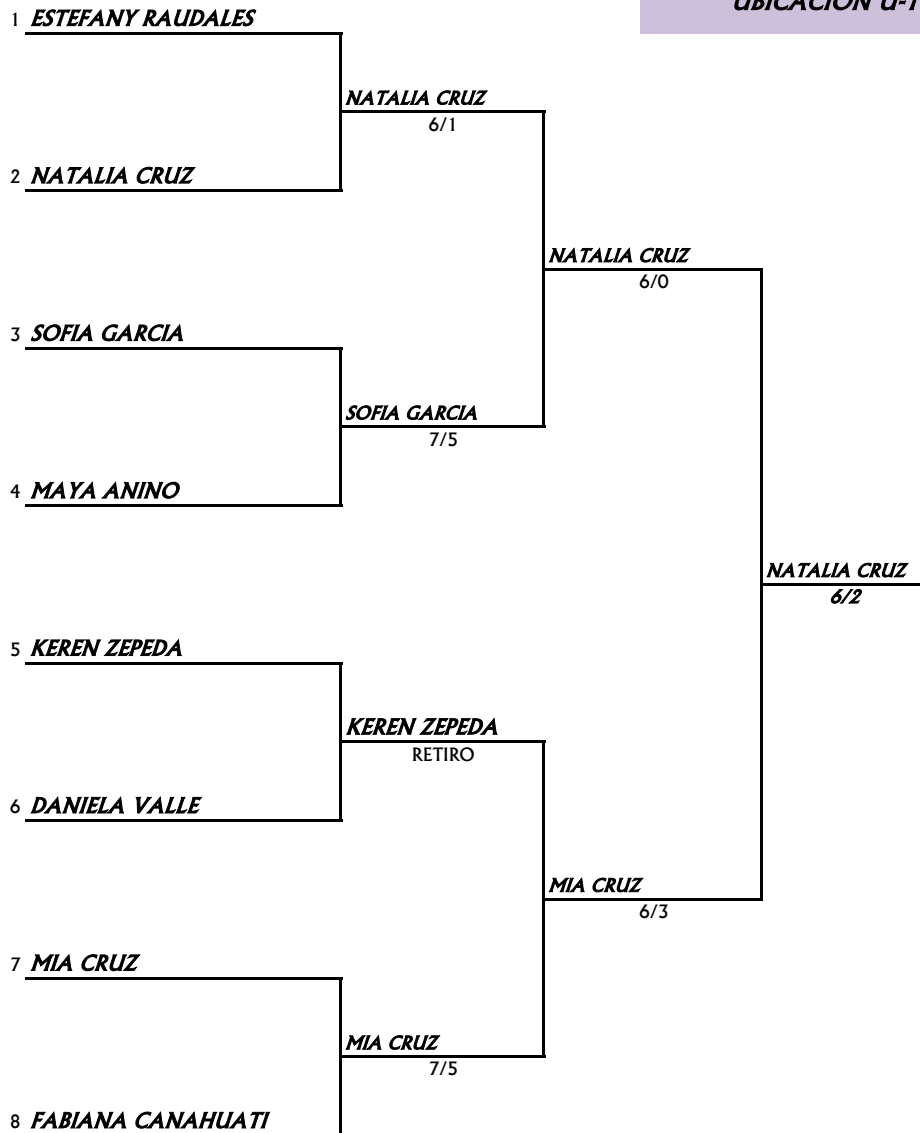 UBICACIÓN U-1
1 ESTEFANY RAUDALES
NATALIA CRUZ
6/1
2 NATALIA CRUZ
NATALIA CRUZ
6/0
3 SOFIA GARCIA
SOFIA GARCIA
7/5
4 MAYA ANINO
NATALIA CRUZ
6/2
5 KEREN ZEPEDA
KEREN ZEPEDA
RETIRO
6 DANIELA VALLE
MIA CRUZ
6/3
7 MIA CRUZ
MIA CRUZ
7/5
8 FABIANA CANAHUATI